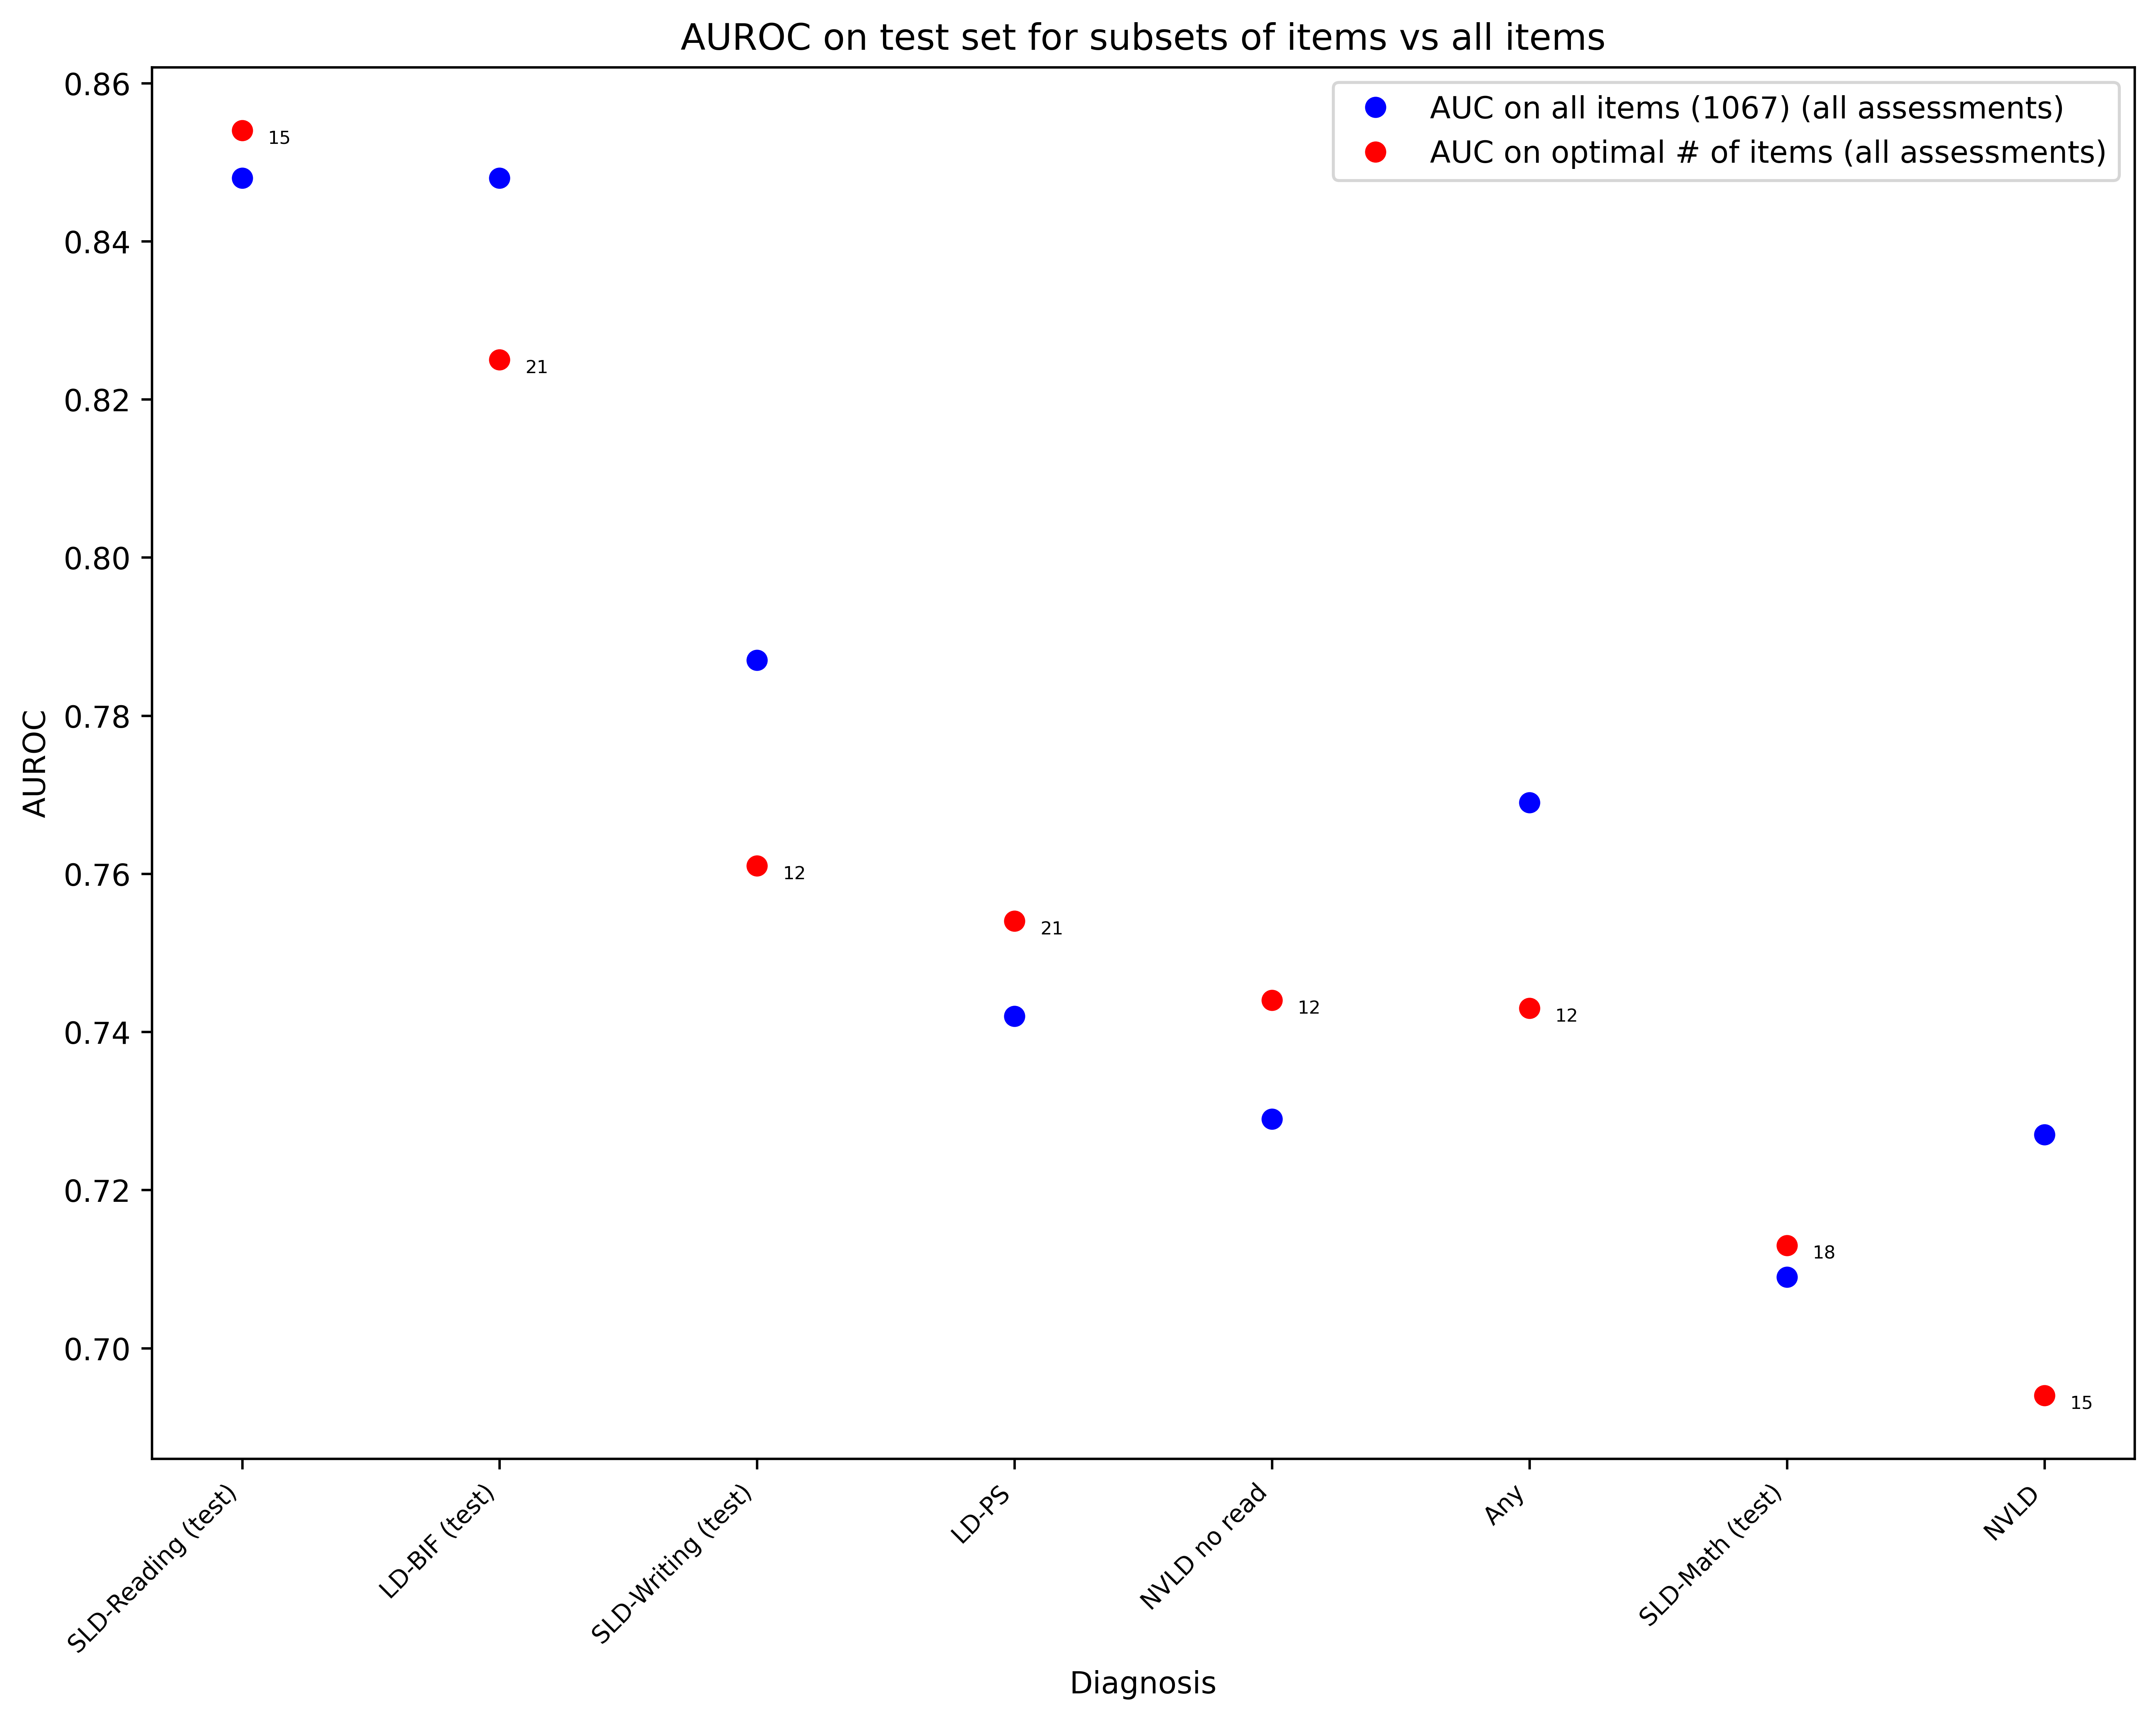 AUROC on test set for subsets of items vs all items
AUC on all items (1067) (all assessments)
AUC on optimal # of items (all assessments)
AUROC
0.86
0.84
0.82
0.80
0.78
0.76
0.74
0.72
0.70
15
21
12
21
12
12
18
15
SLD-Reading (test)
LD-BIF (test)
SLD-Writing (test)
LD-PS
NVLD no read
Any
SLD-Math (test)
NVLD
Diagnosis